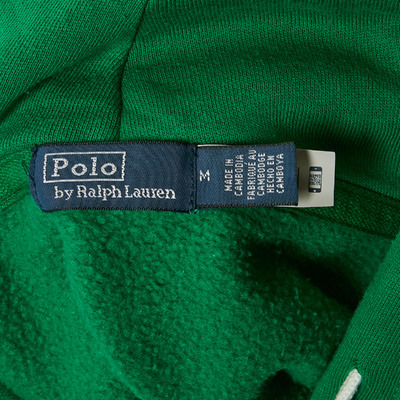 Polo
by Ralph Lauren
M
MADE IN
CAMBODIA
FABRIQUÉ AU
CAMBODGE
HECHO EN
CAMBOYA